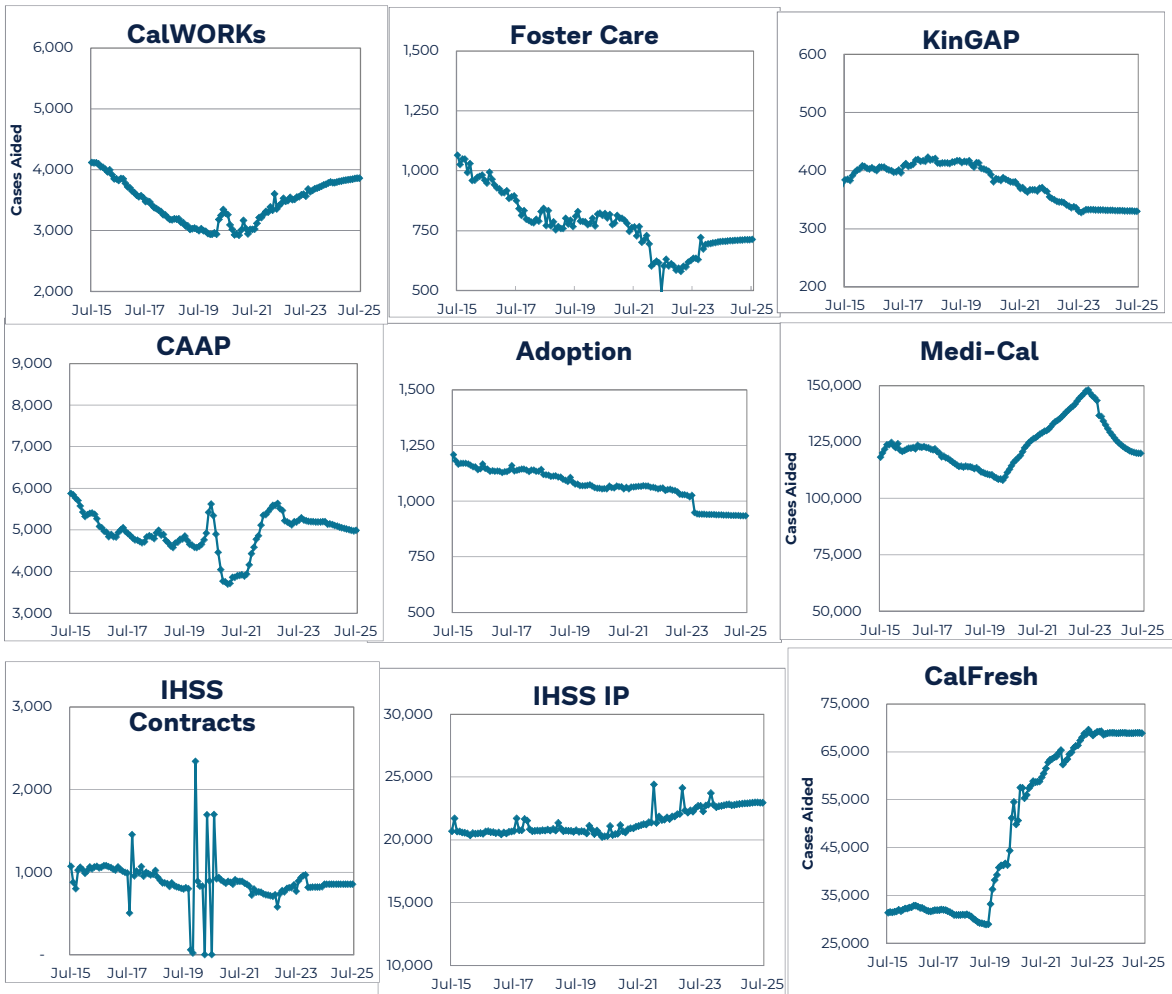 CalWORKs
6,000
5,000
4,000
3,000
2,000
Cases Aided
Jul-15 Jul-17 Jul-19 Jul-21 Jul-23 Jul-25
Foster Care
1,500
1,250
1,000
750
500
Jul-15 Jul-17 Jul-19 Jul-21 Jul-23 Jul-25
KinGAP
600
500
400
300
200
Jul-15 Jul-17 Jul-19 Jul-21 Jul-23 Jul-25
CAAP
9,000
8,000
7,000
6,000
5,000
4,000
3,000
Jul-15 Jul-17 Jul-19 Jul-21 Jul-23 Jul-25
Adoption
1,500
1,250
1,000
750
500
Jul-15 Jul-17 Jul-19 Jul-21 Jul-23 Jul-25
Medi-Cal
150,000
125,000
100,000
75,000
50,000
Cases Aided
Jul-15 Jul-17 Jul-19 Jul-21 Jul-23 Jul-25
IHSS
Contracts
3,000
2,000
1,000
-
Jul-15 Jul-17 Jul-19 Jul-21 Jul-23 Jul-25
IHSS IP
30,000
25,000
20,000
15,000
10,000
Jul-15 Jul-17 Jul-19 Jul-21 Jul-23 Jul-25
CalFresh
75,000
65,000
55,000
45,000
35,000
25,000
Cases Aided
Jul-15 Jul-17 Jul-19 Jul-21 Jul-23 Jul-25